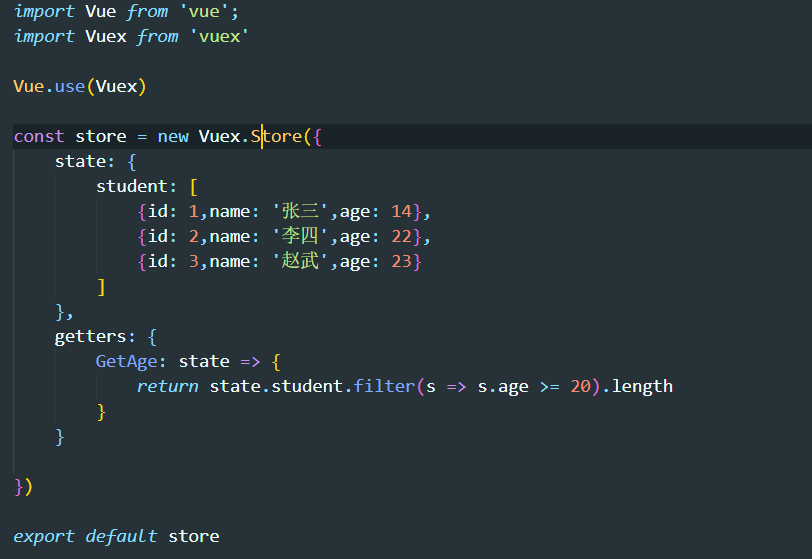 import Vue from 'vue';
import Vuex from 'vuex'
Vue.use(Vuex)
const store = new Vuex.Store({
state: {
student: [
{id: 1,name: '张三',age: 14},
{id: 2,name: '李四',age: 22},
{id: 3,name: '赵武',age: 23}
]
},
getters: {
GetAge: state => {
return state.student.filter(s => s.age >= 20).length
}
}
})
export default store